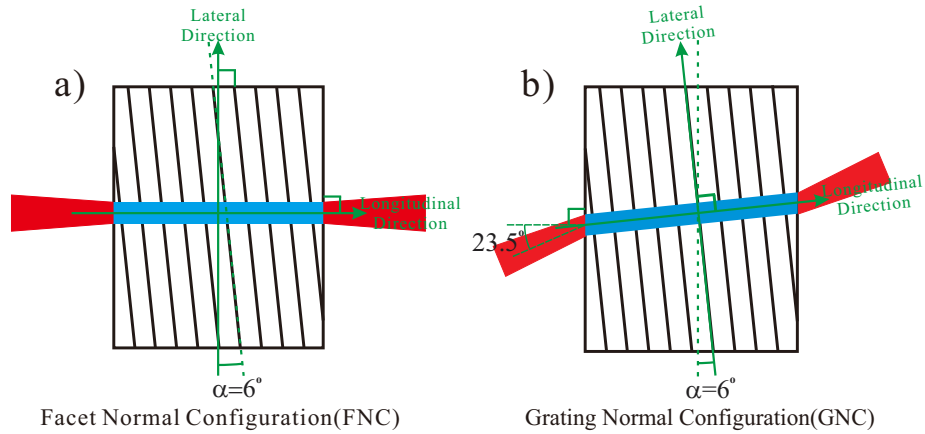 Lateral
Direction
a)
Longitudinal
Direction
α=6°
Facet Normal Configuration(FNC)
Lateral
Direction
b)
Longitudinal
Direction
23.5°
α=6°
Grating Normal Configuration(GNC)